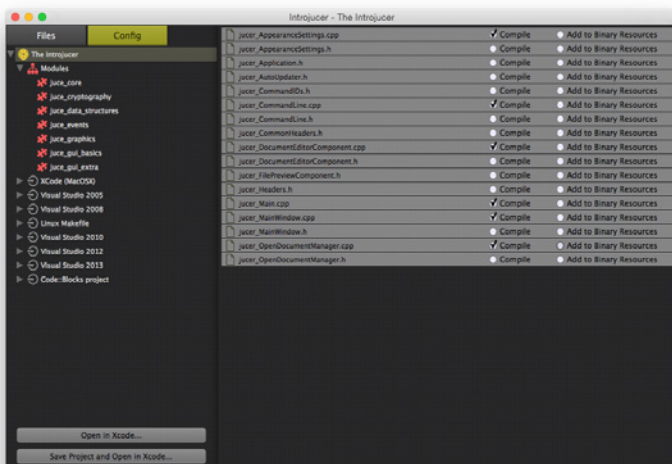 Introjucer - The Introjucer
Files Config
The Introjucer
Modules
juce_core
juce_cryptography
juce_data_structures
juce_events
juce_graphics
juce_gui_basics
juce_gui_extra
XCode (MacOSX)
Visual Studio 2005
Visual Studio 2008
Linux Makefile
Visual Studio 2010
Visual Studio 2012
Visual Studio 2013
Code::Blocks project
Open in Xcode...
Save Project and Open in Xcode...
jucer_AppearanceSettings.cpp Compile Add to Binary Resources
jucer_AppearanceSettings.h Compile Add to Binary Resources
jucer_Application.h Compile Add to Binary Resources
jucer_AutoUpdater.h Compile Add to Binary Resources
jucer_CommandIDs.h Compile Add to Binary Resources
jucer_CommandLine.cpp Compile Add to Binary Resources
jucer_CommandLine.h Compile Add to Binary Resources
jucer_CommonHeaders.h Compile Add to Binary Resources
jucer_DocumentEditorComponent.cpp Compile Add to Binary Resources
jucer_DocumentEditorComponent.h Compile Add to Binary Resources
jucer_FilePreviewComponent.h Compile Add to Binary Resources
jucer_Headers.h Compile Add to Binary Resources
jucer_Main.cpp Compile Add to Binary Resources
jucer_MainWindow.cpp Compile Add to Binary Resources
jucer_MainWindow.h Compile Add to Binary Resources
jucer_OpenDocumentManager.cpp Compile Add to Binary Resources
jucer_OpenDocumentManager.h Compile Add to Binary Resources